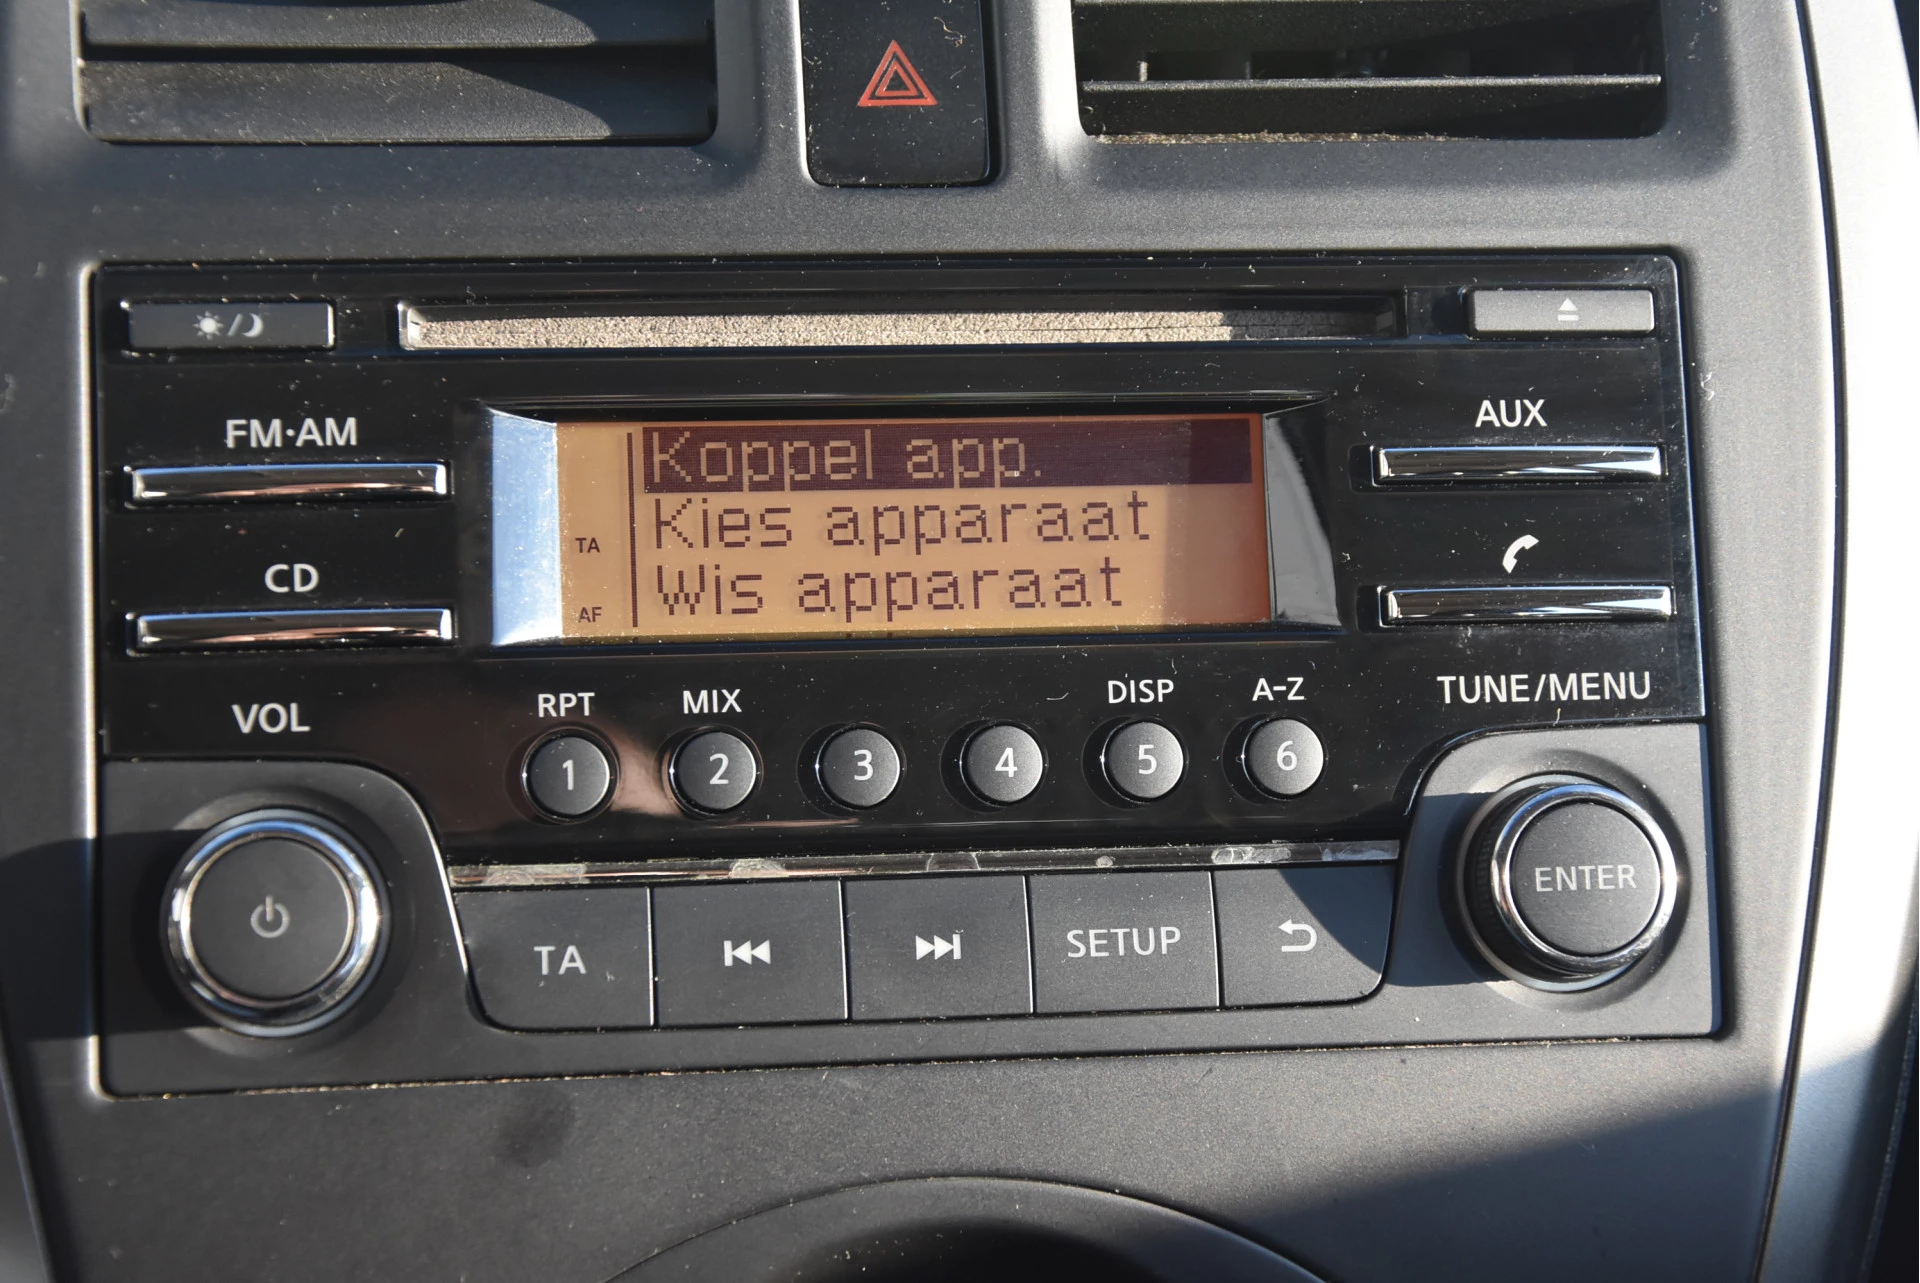 FM·AM
AUX
Koppel app.
Kies apparaat
TA
Wis apparaat
AF
CD
VOL
RPT
MIX
DISP
A-Z
TUNE/MENU
1
2
3
4
5
6
ENTER
TA
SETUP